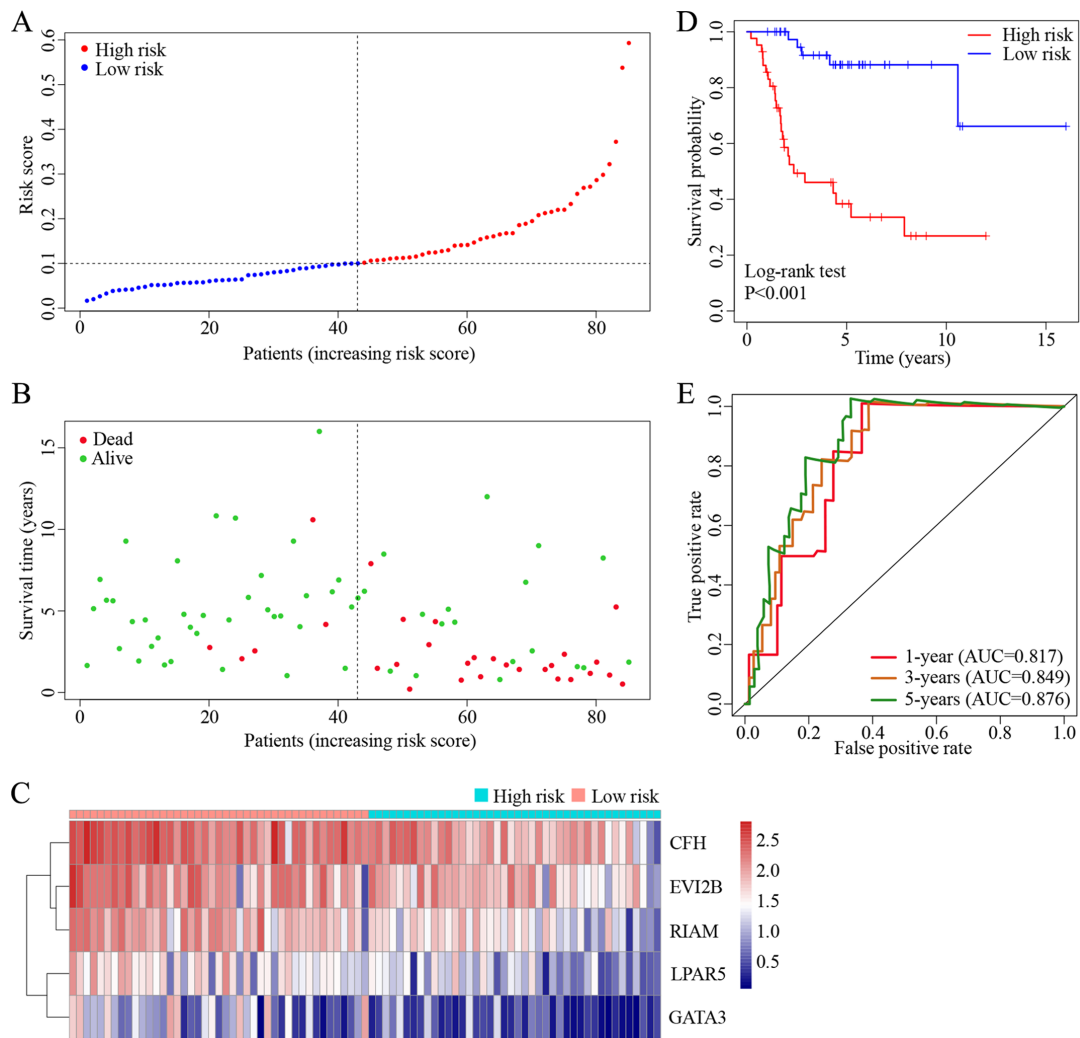 A
High risk
Low risk
Risk score
0.0
0.1
0.2
0.3
0.4
0.5
0.6
0
20
40
60
80
Patients (increasing risk score)
D
High risk
Low risk
Survival probability
0.0
0.2
0.4
0.6
0.8
1.0
Log-rank test
P<0.001
0
5
10
15
Time (years)
B
Dead
Alive
Survival time (years)
0
5
10
15
0
20
40
60
80
Patients (increasing risk score)
E
True positive rate
0.0
0.2
0.4
0.6
0.8
1.0
1-year (AUC=0.817)
3-years (AUC=0.849)
5-years (AUC=0.876)
0.0
0.2
0.4
0.6
0.8
1.0
False positive rate
C
High risk
Low risk
CFH
EVI2B
RIAM
LPAR5
GATA3
2.5
2.0
1.5
1.0
0.5